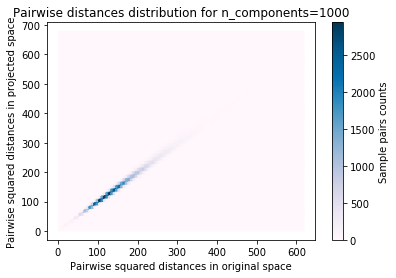 Pairwise distances distribution for n_components=1000
Pairwise squared distances in projected space
700
600
500
400
300
200
100
0
0 100 200 300 400 500 600
Pairwise squared distances in original space
2500
2000
1500
1000
500
0
Sample pairs counts